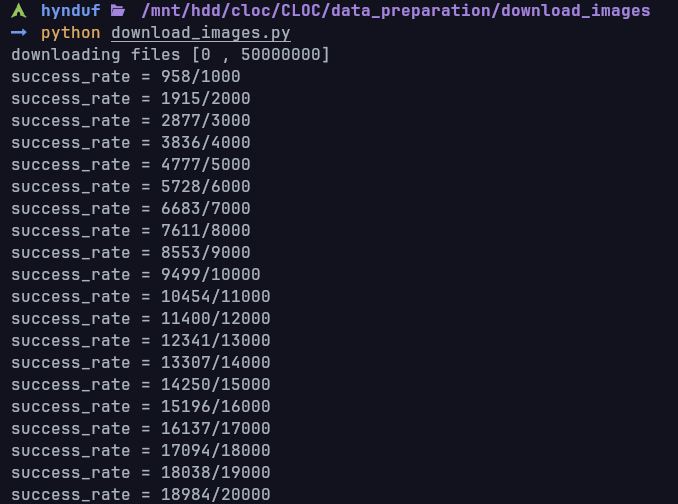 hynduf /mnt/hdd/cloc/CLOC/data_preparation/download_images
→ python download_images.py
downloading files [0 , 50000000]
success_rate = 958/1000
success_rate = 1915/2000
success_rate = 2877/3000
success_rate = 3836/4000
success_rate = 4777/5000
success_rate = 5728/6000
success_rate = 6683/7000
success_rate = 7611/8000
success_rate = 8553/9000
success_rate = 9499/10000
success_rate = 10454/11000
success_rate = 11400/12000
success_rate = 12341/13000
success_rate = 13307/14000
success_rate = 14250/15000
success_rate = 15196/16000
success_rate = 16137/17000
success_rate = 17094/18000
success_rate = 18038/19000
success_rate = 18984/20000